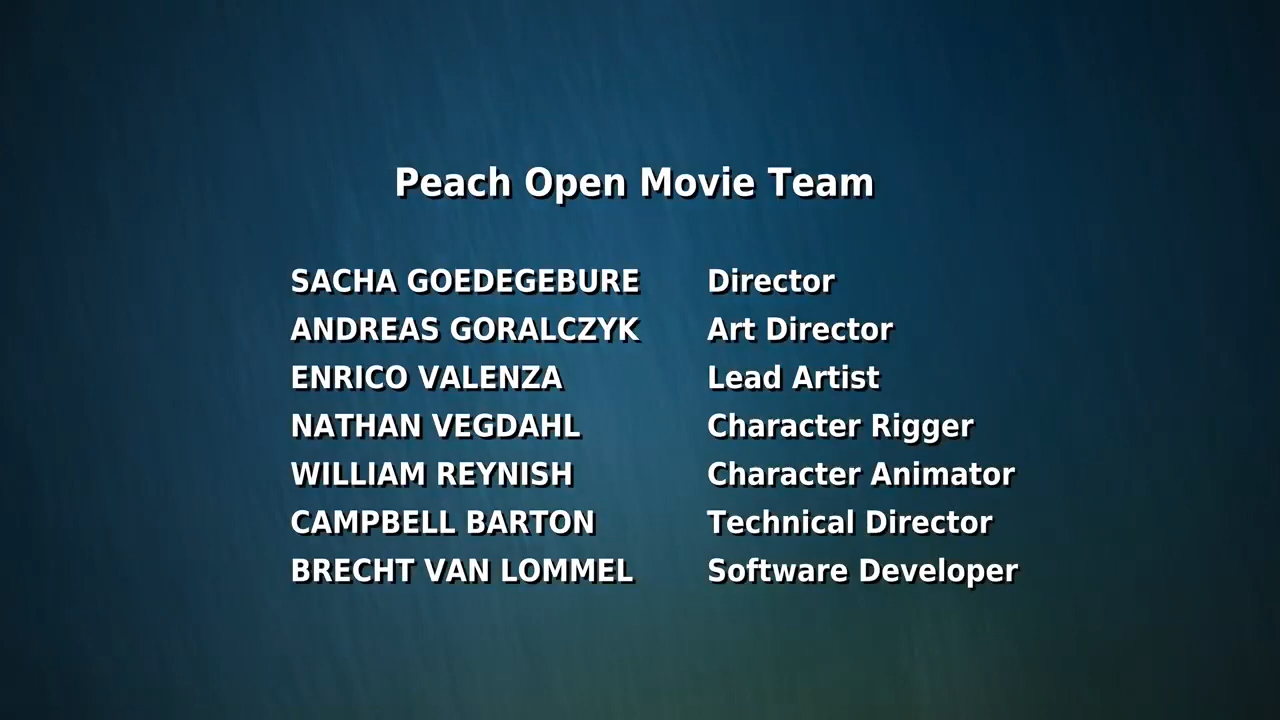 Peach Open Movie Team
SACHA GOEDEGEBURE Director
ANDREAS GORALCZYK Art Director
ENRICO VALENZA Lead Artist
NATHAN VEGDAHL Character Rigger
WILLIAM REYNISH Character Animator
CAMPBELL BARTON Technical Director
BRECHT VAN LOMMEL Software Developer